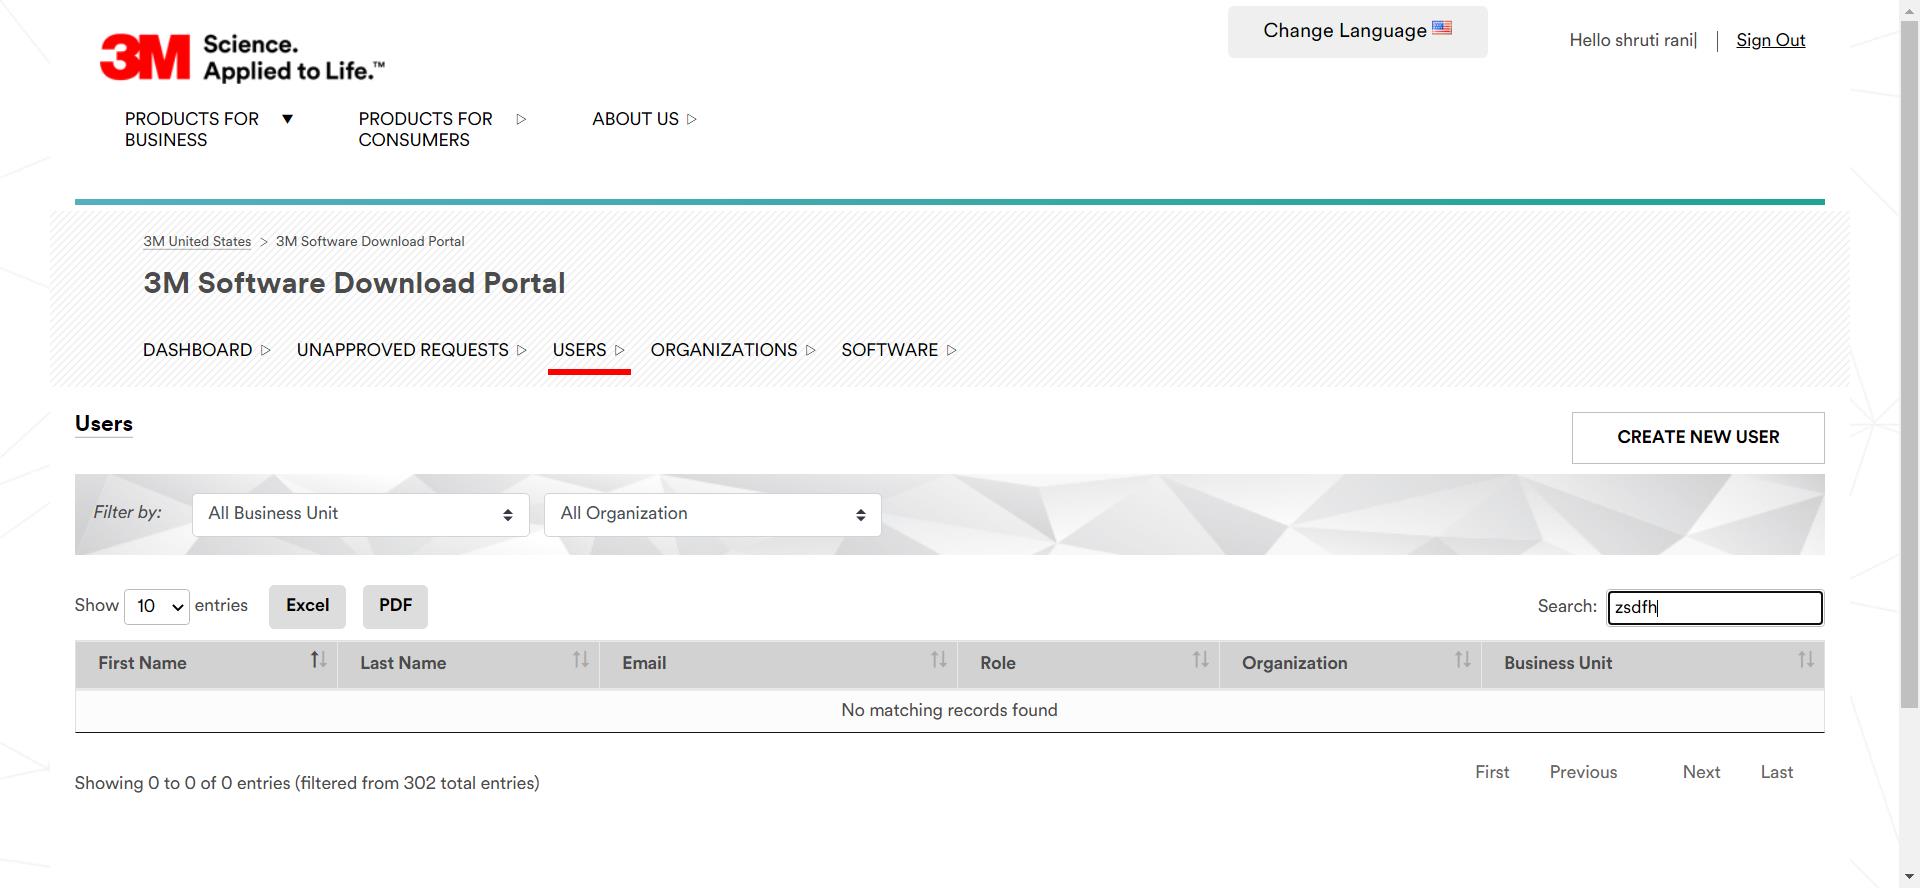 3M Science.
Applied to Life.™
Change Language
Hello shruti rani| Sign Out
PRODUCTS FOR
BUSINESS
PRODUCTS FOR
CONSUMERS
ABOUT US
3M United States > 3M Software Download Portal
3M Software Download Portal
DASHBOARD UNAPPROVED REQUESTS USERS ORGANIZATIONS SOFTWARE
Users
CREATE NEW USER
Filter by: All Business Unit All Organization
Show 10 entries Excel PDF Search: zsdfh
First Name Last Name Email Role Organization Business Unit
No matching records found
Showing 0 to 0 of 0 entries (filtered from 302 total entries)
First Previous Next Last